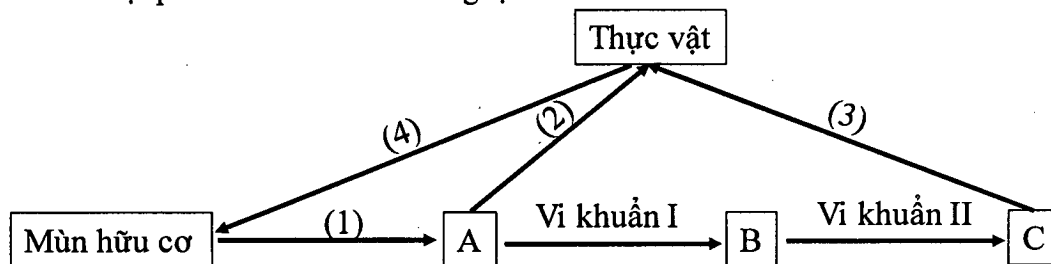 Thực vật
(4)
(2)
(3)
Mùn hữu cơ
(1)
A
Vi khuẩn I
B
Vi khuẩn II
C